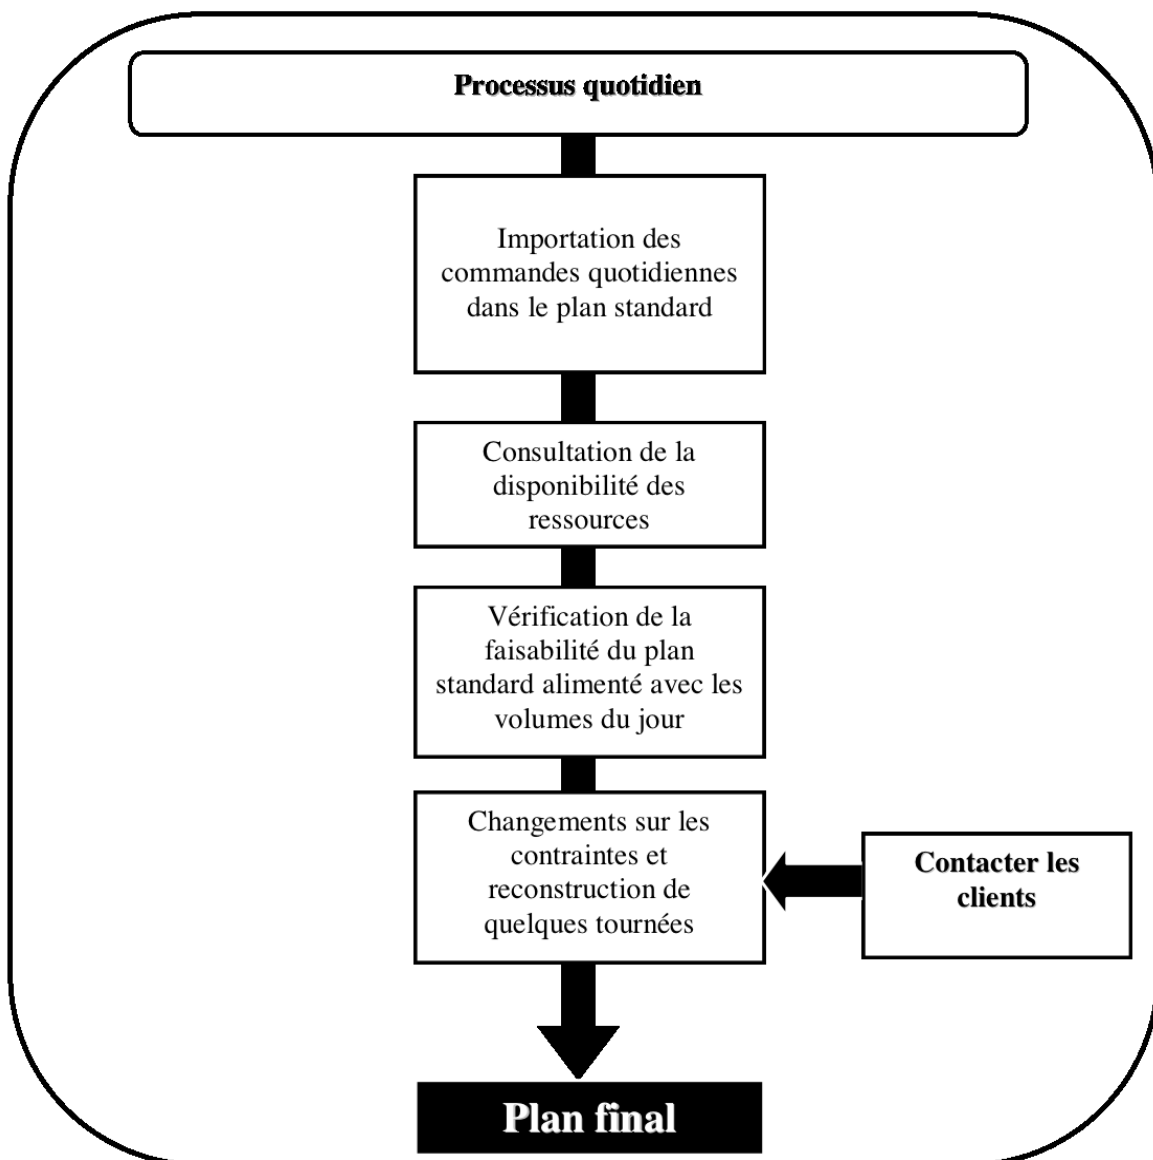 Processus quotidien
Importation des
commandes quotidiennes
dans le plan standard
Consultation de la
disponibilité des
ressources
Vérification de la
faisabilité du plan
standard alimenté avec les
volumes du jour
Changements sur les
contraintes et
reconstruction de
quelques tournées
Contacter les
clients
Plan final